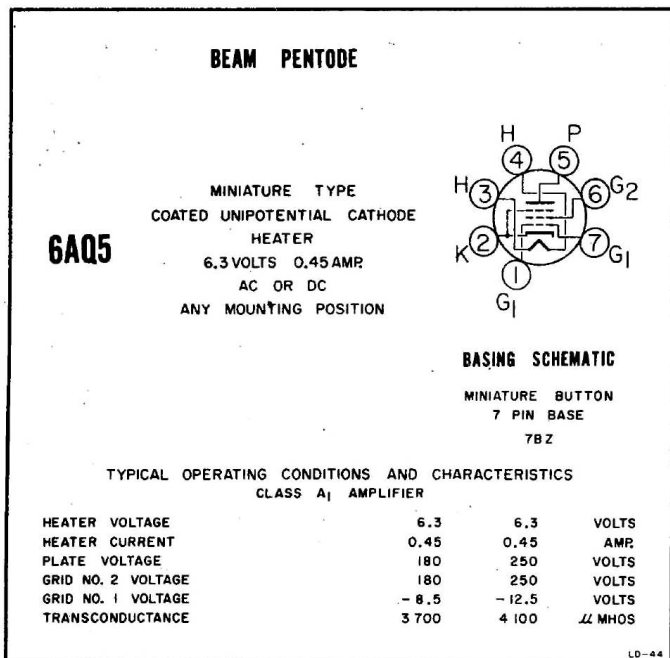 BEAM PENTODE
H P
4 5
H 3 6 G2
6AQ5
MINIATURE TYPE
COATED UNIPOTENTIAL CATHODE
HEATER
6.3 VOLTS 0.45 AMP.
AC OR DC
ANY MOUNTING POSITION
K 2 7 G1
1
G1
BASING SCHEMATIC
MINIATURE BUTTON
7 PIN BASE
7BZ
TYPICAL OPERATING CONDITIONS AND CHARACTERISTICS
CLASS A1 AMPLIFIER
HEATER VOLTAGE 6.3 6.3 VOLTS
HEATER CURRENT 0.45 0.45 AMP.
PLATE VOLTAGE 180 250 VOLTS
GRID NO. 2 VOLTAGE 180 250 VOLTS
GRID NO. 1 VOLTAGE -8.5 -12.5 VOLTS
TRANSCONDUCTANCE 3700 4100 µMHOS
LD-44